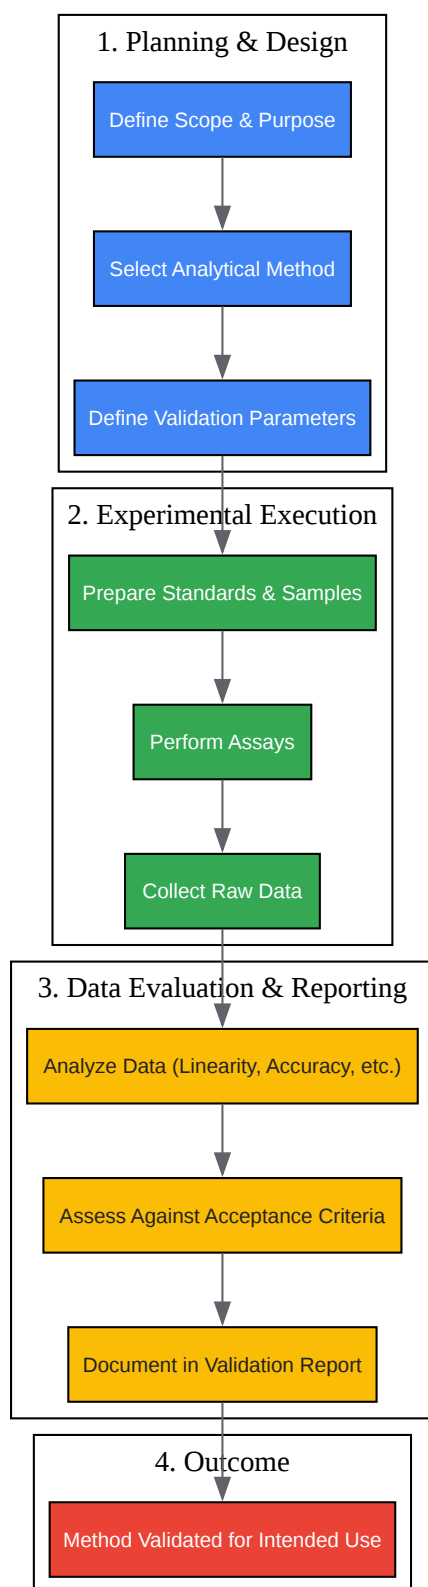 1. Planning & Design
Define Scope & Purpose
Select Analytical Method
Define Validation Parameters
2. Experimental Execution
Prepare Standards & Samples
Perform Assays
Collect Raw Data
3. Data Evaluation & Reporting
Analyze Data (Linearity, Accuracy, etc.)
Assess Against Acceptance Criteria
Document in Validation Report
4. Outcome
Method Validated for Intended Use